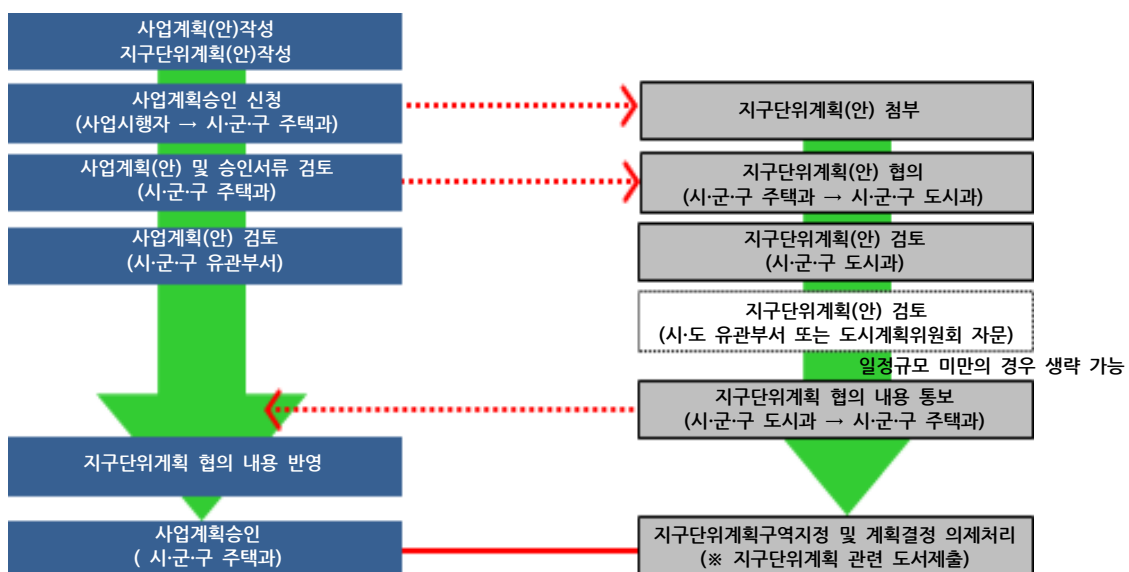 사업계획(안)작성
지구단위계획(안)작성
사업계획승인 신청
(사업시행자 → 시·군·구 주택과)
지구단위계획(안) 첨부
사업계획(안) 및 승인서류 검토
(시·군·구 주택과)
지구단위계획(안) 협의
(시·군·구 주택과 → 시·군·구 도시과)
사업계획(안) 검토
(시·군·구 유관부서)
지구단위계획(안) 검토
(시·군·구 도시과)
지구단위계획(안) 검토
(시·도 유관부서 또는 도시계획위원회 자문)
일정규모 미만의 경우 생략 가능
지구단위계획 협의 내용 통보
(시·군·구 도시과 → 시·군·구 주택과)
지구단위게획 협의 내용 반영
사업계획승인
( 시·군·구 주택과)
지구단위계획구역지정 및 계획결정 의제처리
(※ 지구단위계획 관련 도서제출)